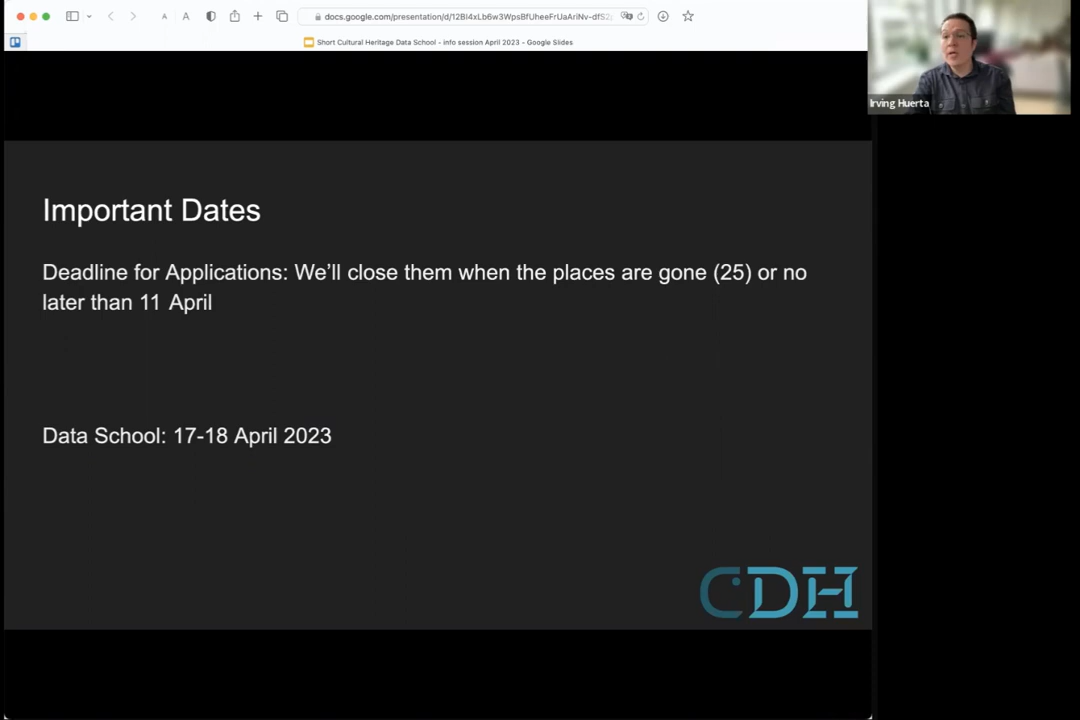 A A docs.google.com/presentation/d/12Bl4xLb6w3WpsBfUheeFrUaAriNv-dfS2
Short Cultural Heritage Data School - info session April 2023 - Google Slides
Irving Huerta
Important Dates
Deadline for Applications: We’ll close them when the places are gone (25) or no
later than 11 April
Data School: 17-18 April 2023
CDH